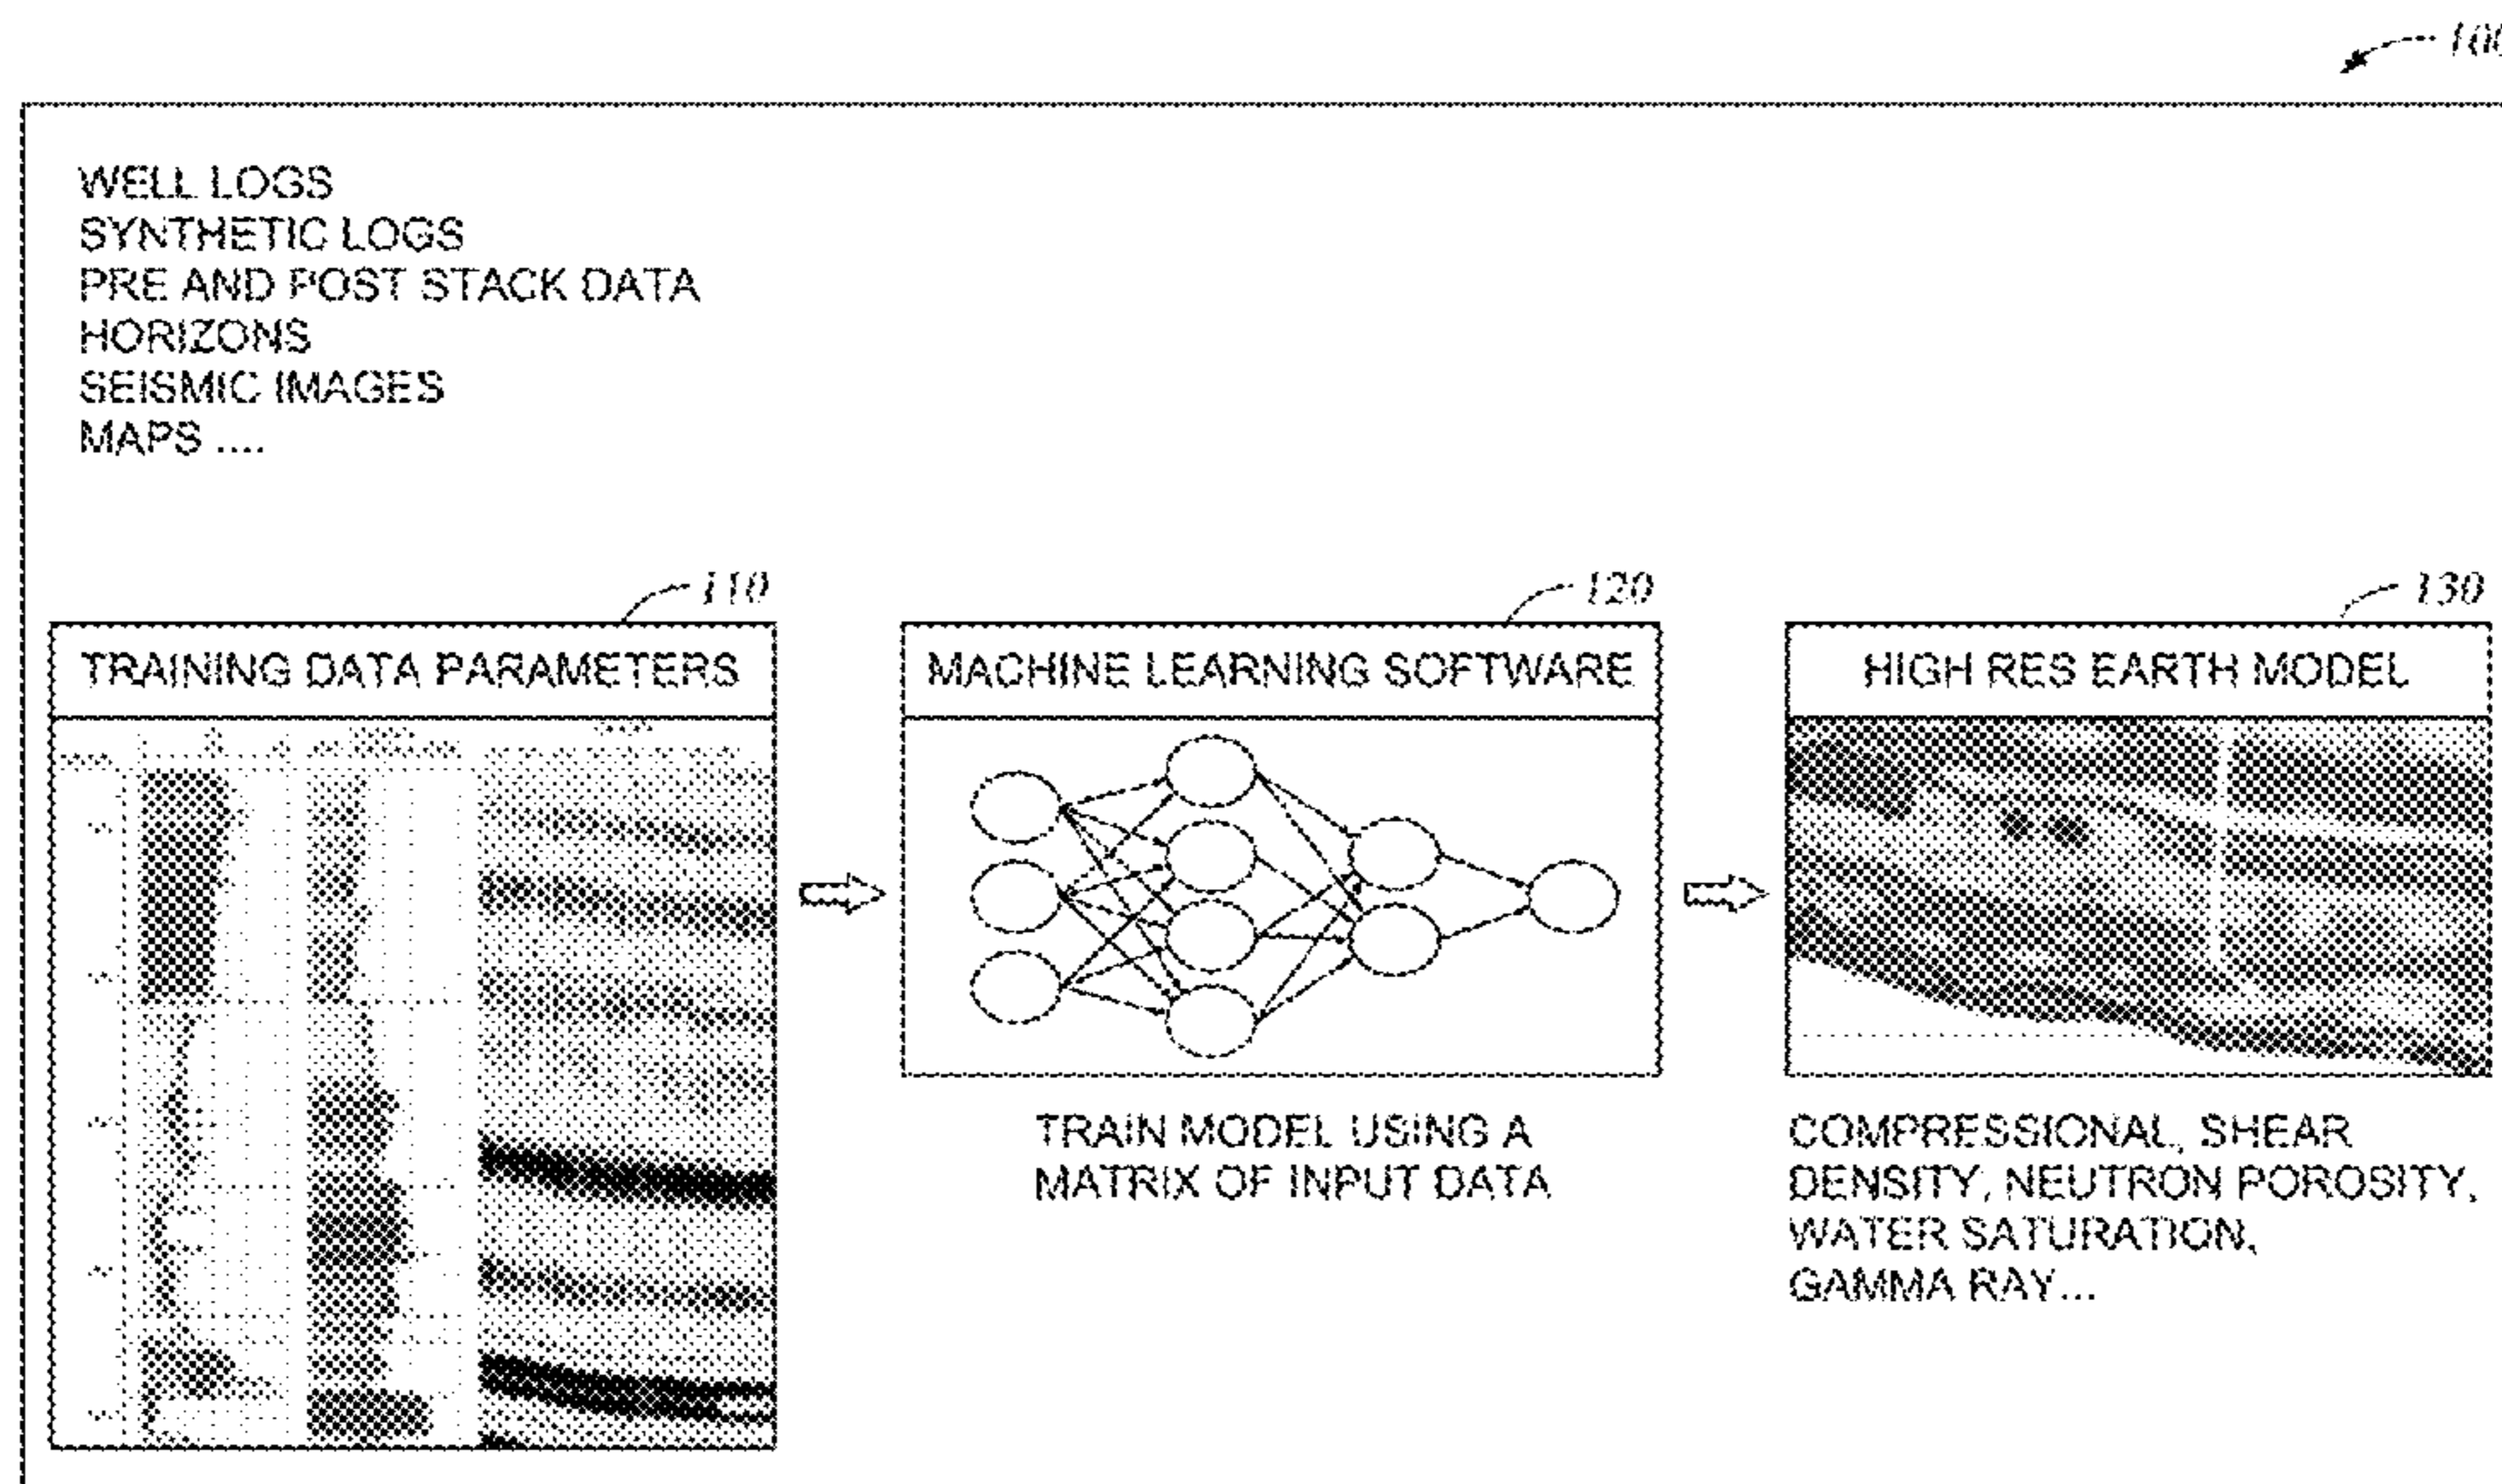 100
WELL LOGS
SYNTHETIC LOGS
PRE AND POST STACK DATA
HORIZONS
SEISMIC IMAGES
MAPS ....
110
120
130
TRAINING DATA PARAMETERS
MACHINE LEARNING SOFTWARE
HIGH RES EARTH MODEL
TRAIN MODEL USING A
MATRIX OF INPUT DATA
COMPRESSIONAL, SHEAR
DENSITY, NEUTRON POROSITY,
WATER SATURATION,
GAMMA RAY...